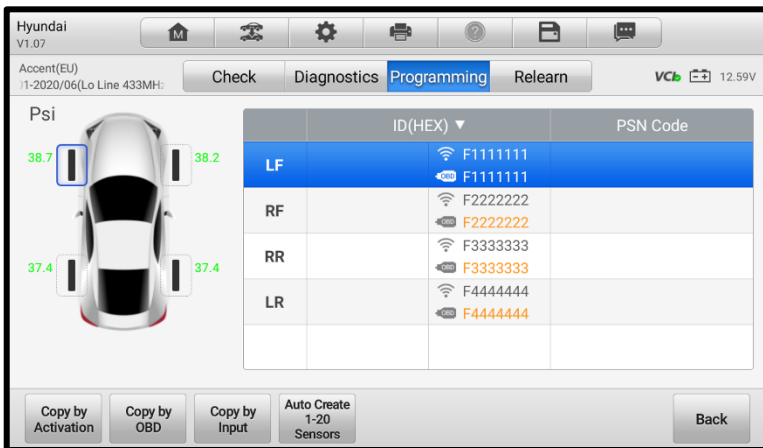 Hyundai
V1.07
M
?
Accent(EU)
)1-2020/06(Lo Line 433MH:
Check
Diagnostics
Programming
Relearn
VCI
12.59V
Psi
ID(HEX) ▼
PSN Code
38.7
38.2
LF
F1111111
OBD F1111111
RF
F2222222
OBD F2222222
RR
F3333333
OBD F3333333
37.4
37.4
LR
F4444444
OBD F4444444
Copy by
Activation
Copy by
OBD
Copy by
Input
Auto Create
1-20
Sensors
Back